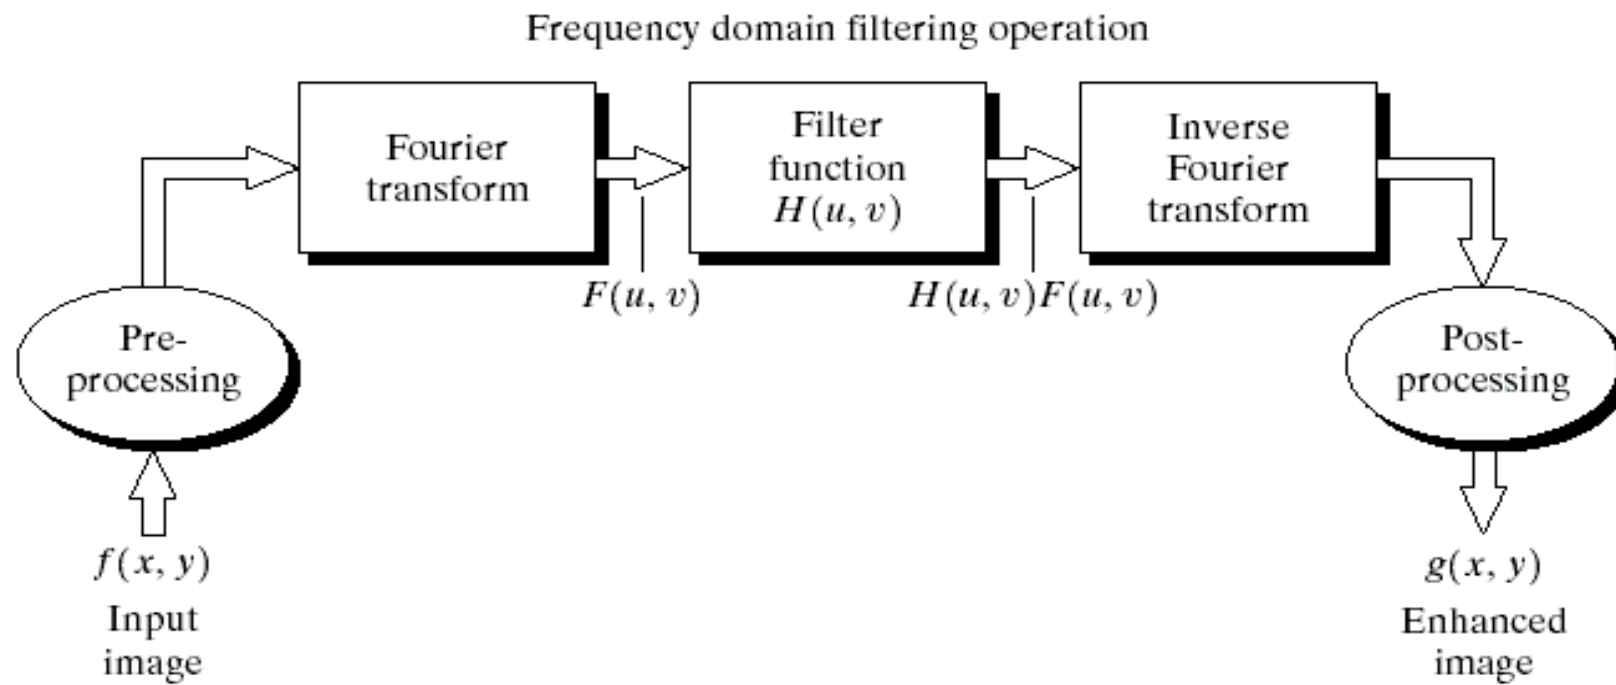 Frequency domain filtering operation
Fourier
transform
Filter
function
H(u, v)
Inverse
Fourier
transform
F(u, v)
H(u, v)F(u, v)
Pre-
processing
Post-
processing
f(x, y)
Input
image
g(x, y)
Enhanced
image